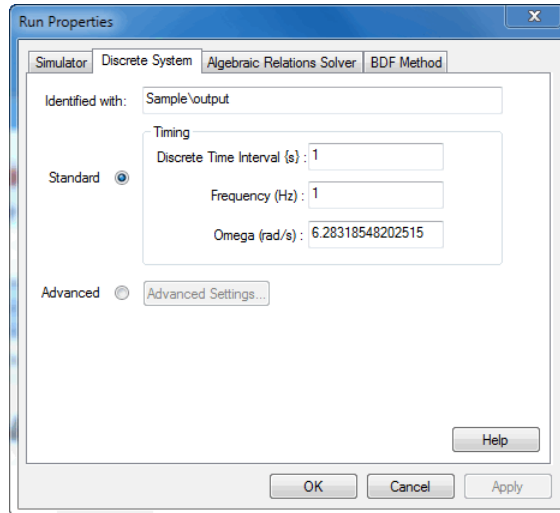 Run Properties
X
Simulator Discrete System Algebraic Relations Solver BDF Method
Identified with: Sample\output
Timing
Discrete Time Interval {s} : 1
Standard
Frequency (Hz) : 1
Omega (rad/s) : 6.28318548202515
Advanced Advanced Settings...
Help
OK Cancel Apply